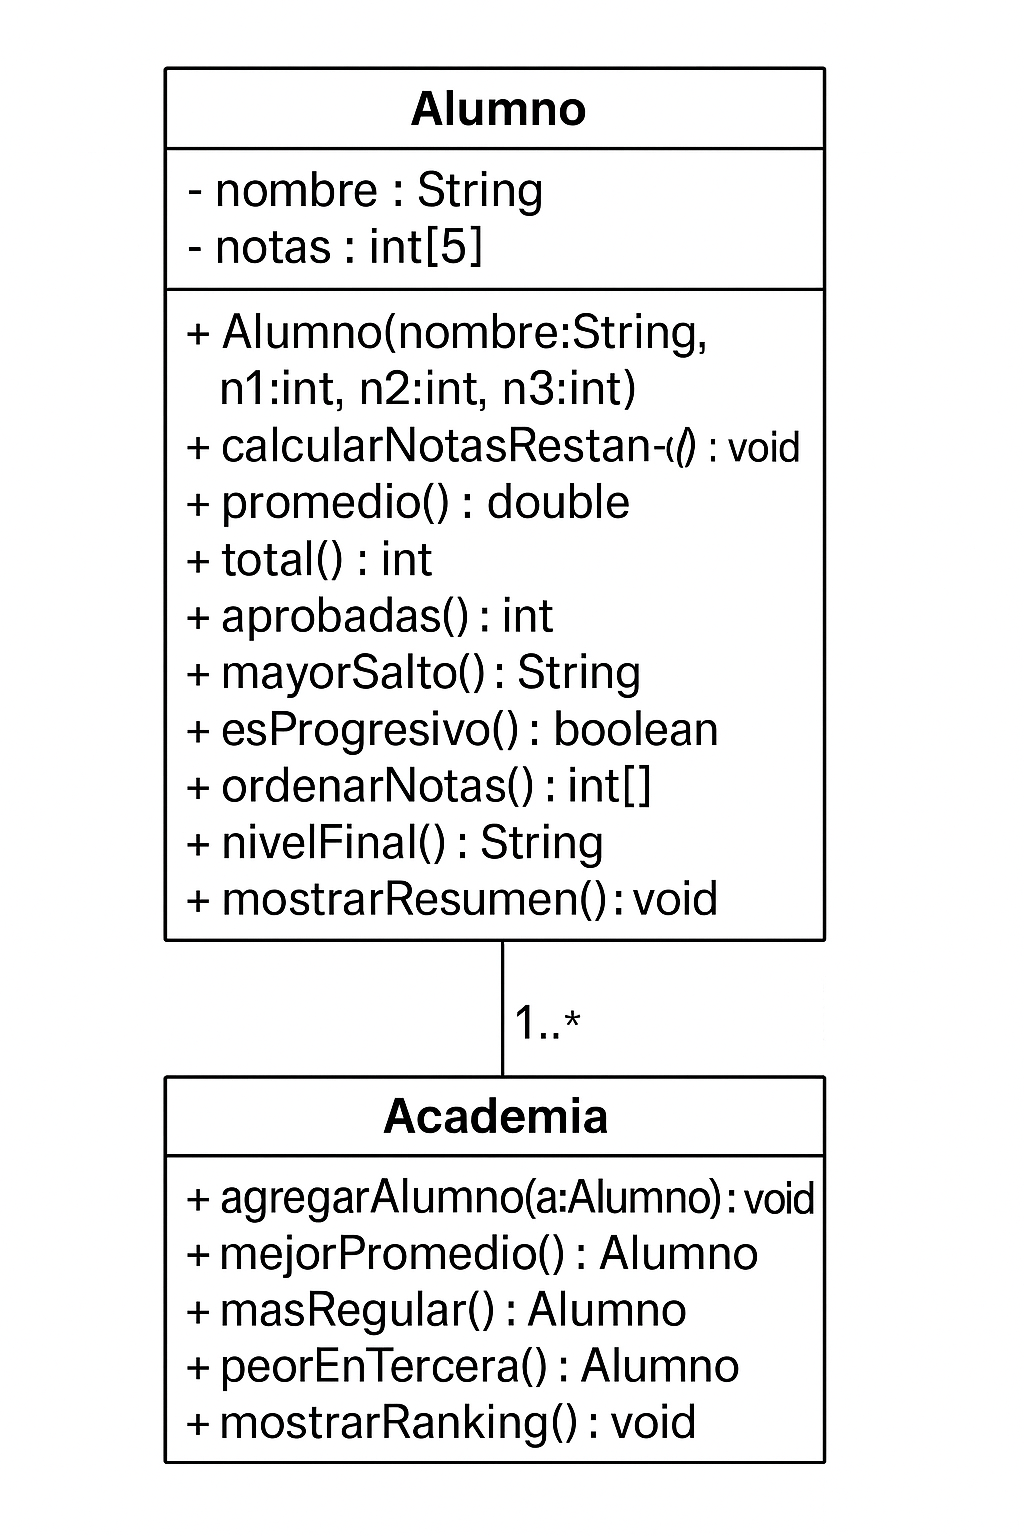 Alumno
- nombre : String
- notas : int[5]
+ Alumno(nombre:String,
n1:int, n2:int, n3:int)
+ calcularNotasRestan-(() : void
+ promedio() : double
+ total() : int
+ aprobadas() : int
+ mayorSalto() : String
+ esProgresivo() : boolean
+ ordenarNotas() : int[]
+ nivelFinal() : String
+ mostrarResumen() : void
1..*
Academia
+ agregarAlumno(a:Alumno) : void
+ mejorPromedio() : Alumno
+ masRegular() : Alumno
+ peorEnTercera() : Alumno
+ mostrarRanking() : void